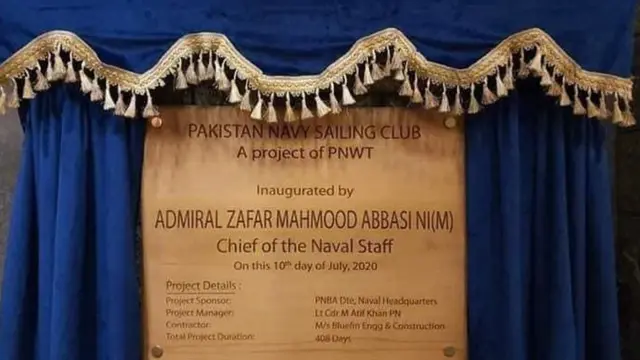 PAKISTAN NAVY SAILING CLUB
A project of PNWT
Inaugurated by
ADMIRAL ZAFAR MAHMOOD ABBASI NI(M)
Chief of the Naval Staff
On this 10th day of July, 2020
Project Details :
Project Sponsor: PNBA Dte, Naval Headquarters
Project Manager: Lt Cdr M Atif Khan PN
Contractor: M/s Bluefin Engg & Construction
Total Project Duration: 408 Days